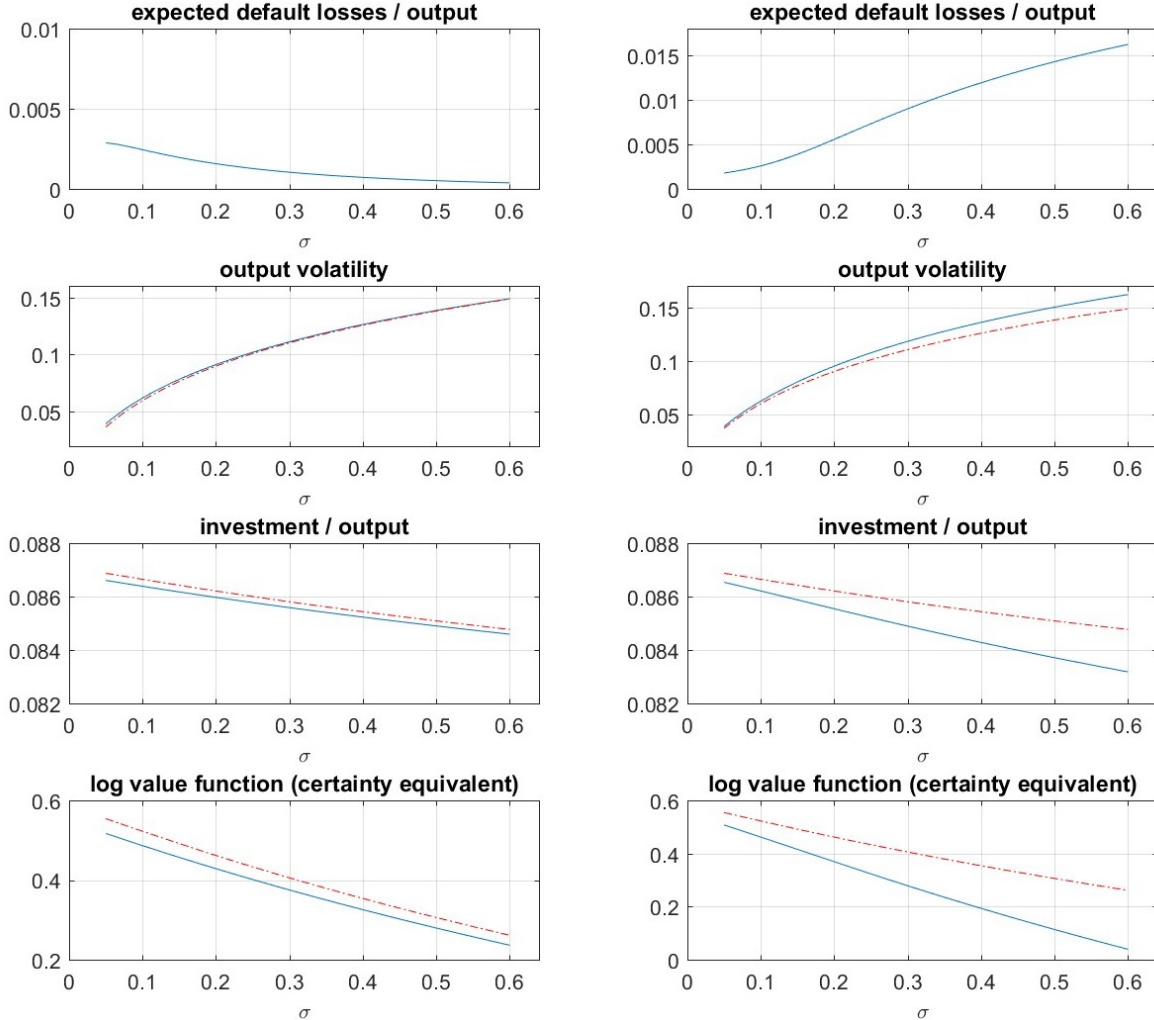 expected default losses / output
0.01
0.005
0
0 0.1 0.2 0.3 0.4 0.5 0.6
σ
expected default losses / output
0.015
0.01
0.005
0
0 0.1 0.2 0.3 0.4 0.5 0.6
σ
output volatility
0.15
0.1
0.05
0 0.1 0.2 0.3 0.4 0.5 0.6
σ
output volatility
0.15
0.1
0.05
0 0.1 0.2 0.3 0.4 0.5 0.6
σ
investment / output
0.088
0.086
0.084
0.082
0 0.1 0.2 0.3 0.4 0.5 0.6
σ
investment / output
0.088
0.086
0.084
0.082
0 0.1 0.2 0.3 0.4 0.5 0.6
σ
log value function (certainty equivalent)
0.6
0.4
0.2
0 0.1 0.2 0.3 0.4 0.5 0.6
σ
log value function (certainty equivalent)
0.6
0.4
0.2
0
0 0.1 0.2 0.3 0.4 0.5 0.6
σ